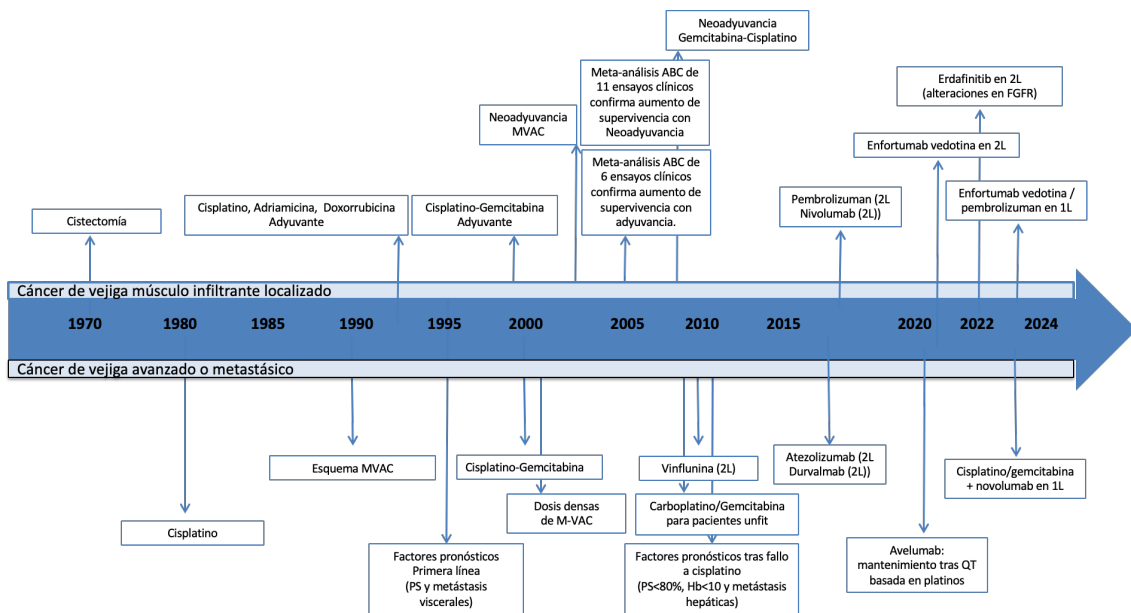 Neoadyuvancia
Gemcitabina-Cisplatino
Meta-análisis ABC de
11 ensayos clínicos
confirma aumento de
supervivencia con
Neoadyuvancia
Erdafinitib en 2L
(alteraciones en FGFR)
Neoadyuvancia
MVAC
Enfortumab vedotina en 2L
Meta-análisis ABC de
6 ensayos clínicos
confirma aumento de
supervivencia con
adyuvancia.
Cistectomía
Cisplatino, Adriamicina, Doxorrubicina
Adyuvante
Cisplatino-Gemcitabina
Adyuvante
Pembrolizuman (2L
Nivolumab (2L))
Enfortumab vedotina /
pembrolizuman en 1L
Cáncer de vejiga músculo infiltrante localizado
1970 1980 1985 1990 1995 2000 2005 2010 2015 2020 2022 2024
Cáncer de vejiga avanzado o metastásico
Esquema MVAC
Cisplatino-Gemcitabina
Vinflunina (2L)
Atezolizumab (2L
Durvalmab (2L))
Cisplatino/gemcitabina
+ novolumab en 1L
Cisplatino
Dosis densas
de M-VAC
Carboplatino/Gemcitabina
para pacientes unfit
Factores pronósticos
Primera línea
(PS y metástasis
viscerales)
Factores pronósticos tras fallo
a cisplatino
(PS<80%, Hb<10 y metástasis
hepáticas)
Avelumab:
mantenimiento tras QT
basada en platinos